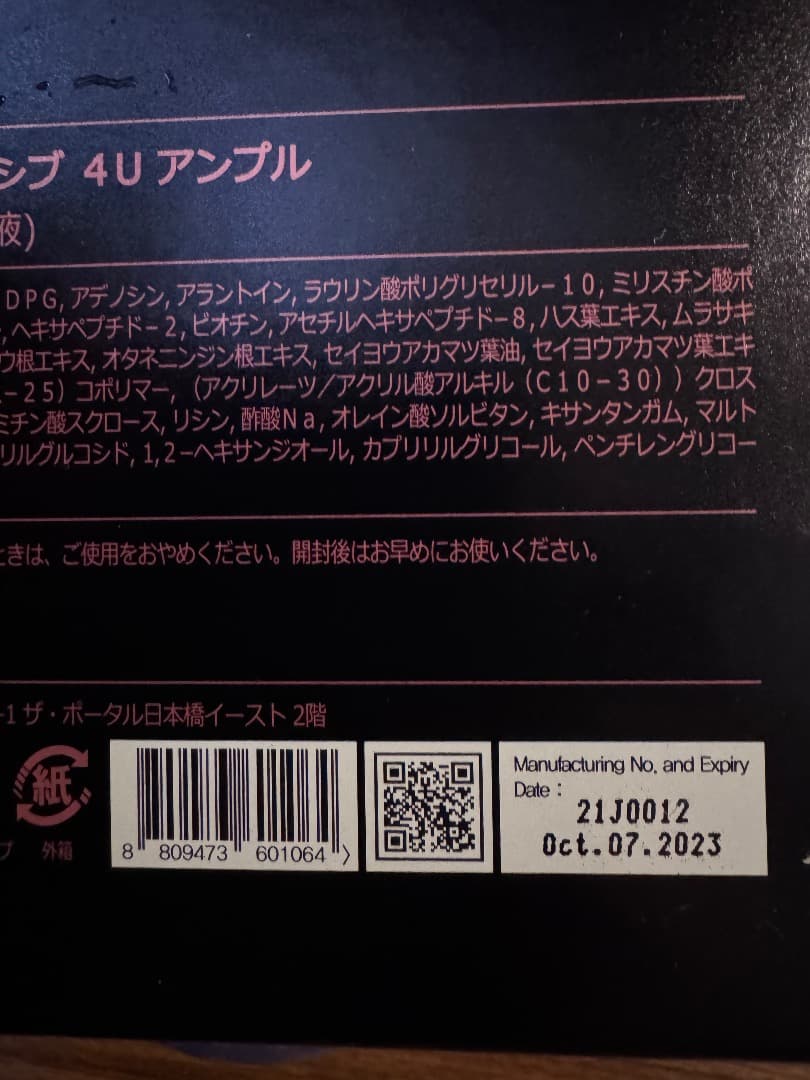 シブ 4U アンプル
夜)
DPG, アデノシン, アラントイン, ラウリン酸ポリグリセリル－10, ミリスチン酸ポ
, ヘキサペプチド－2, ビオチン, アセチルヘキサペプチド－8, ハス葉エキス, ムラサキ
ウ根エキス, オタネニンジン根エキス, セイヨウアカマツ葉油, セイヨウアカマツ葉エキ
－25）コポリマー,（アクリレーツ／アクリル酸アルキル（C10－30））クロス
ミチン酸スクロース, リシン, 酢酸Na, オレイン酸ソルビタン, キサンタンガム, マルト
リルグルコシド, 1,2－ヘキサンジオール, カプリリルグリコール, ペンチレングリコー
ときは、ご使用をおやめください。開封後はお早めにお使いください。
-1 ザ・ポータル日本橋イースト 2階
紙
プ 外箱
8 809473 601064 >
Manufacturing No. and Expiry
Date :
21J0012
Oct.07.2023